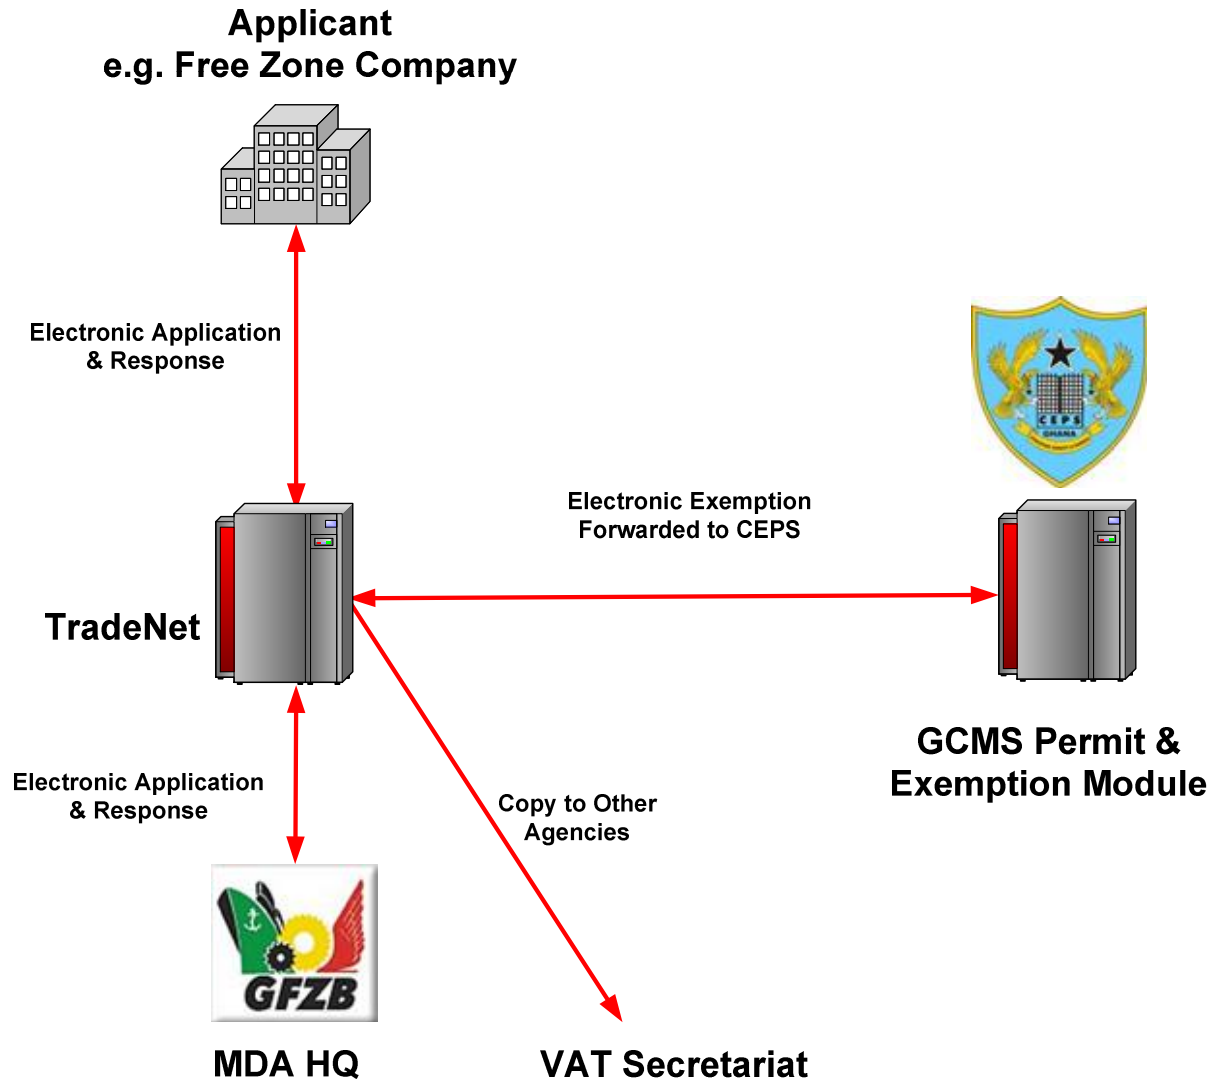 Applicant
e.g. Free Zone Company
Electronic Application
& Response
CEPS
GHANA
Electronic Exemption
Forwarded to CEPS
TradeNet
GCMS Permit &
Exemption Module
Electronic Application
& Response
Copy to Other
Agencies
GFZB
MDA HQ
VAT Secretariat